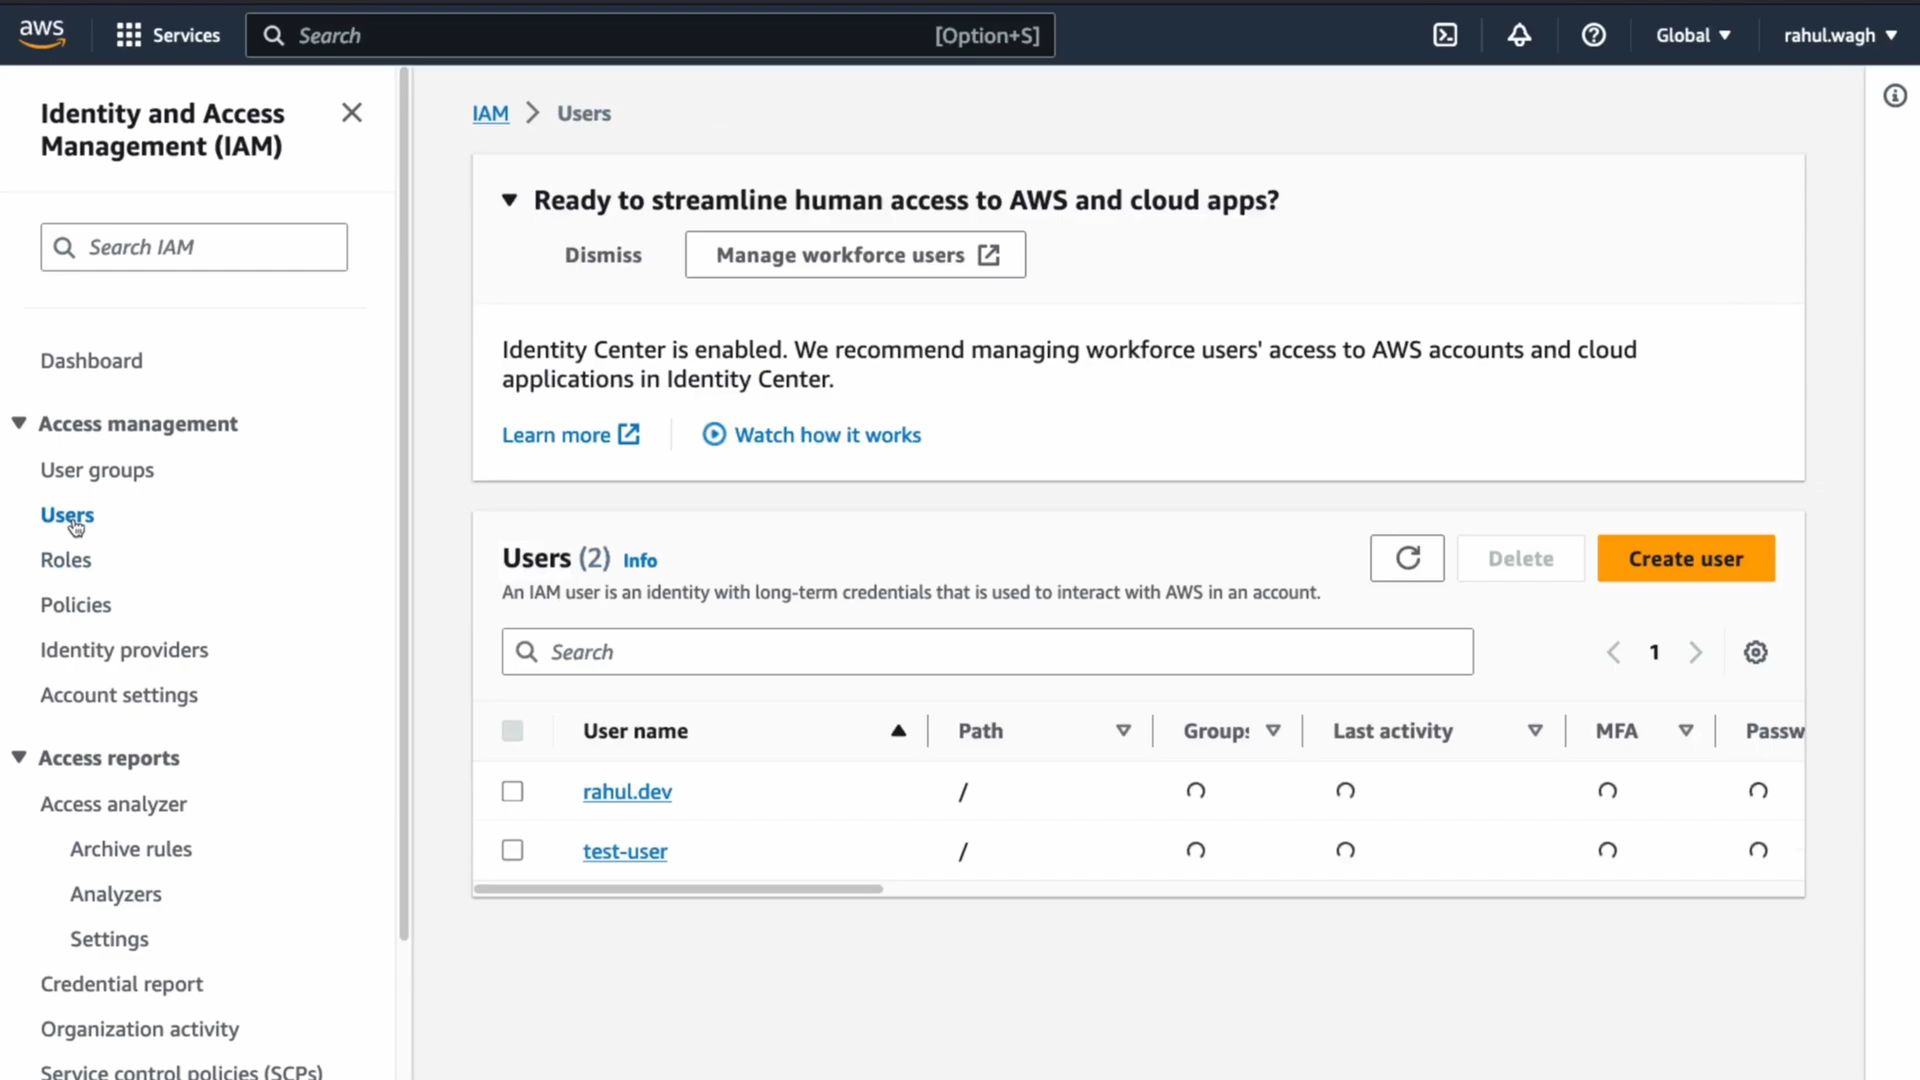 aws
Services
Search
[Option+S]
Global
rahul.wagh
Identity and Access
Management (IAM)
Search IAM
Dashboard
Access management
User groups
Users
Roles
Policies
Identity providers
Account settings
Access reports
Access analyzer
Archive rules
Analyzers
Settings
Credential report
Organization activity
Service control policies (SCPs)
IAM > Users
Ready to streamline human access to AWS and cloud apps?
Dismiss
Manage workforce users
Identity Center is enabled. We recommend managing workforce users' access to AWS accounts and cloud
applications in Identity Center.
Learn more
Watch how it works
Users (2) Info
Delete
Create user
An IAM user is an identity with long-term credentials that is used to interact with AWS in an account.
Search
1
User name
Path
Groups
Last activity
MFA
Passw
rahul.dev
/
test-user
/